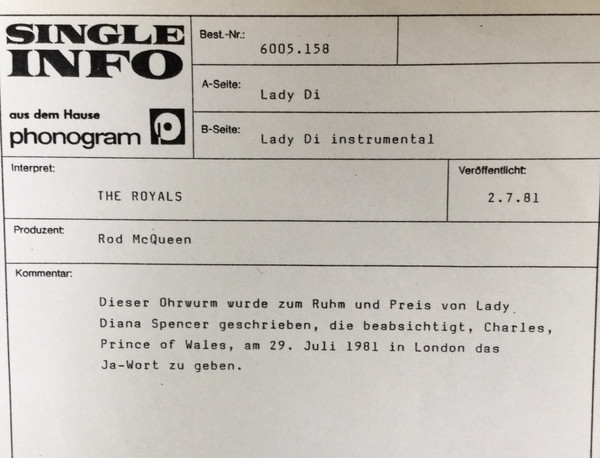 SINGLE
INFO
aus dem Hause
phonogram
Best.-Nr.:
6005.158
A-Seite:
Lady Di
B-Seite:
Lady Di instrumental
Interpret:
THE ROYALS
Veröffentlicht:
2.7.81
Produzent:
Rod McQueen
Kommentar:
Dieser Ohrwurm wurde zum Ruhm und Preis von Lady
Diana Spencer geschrieben, die beabsichtigt, Charles,
Prince of Wales, am 29. Juli 1981 in London das
Ja-Wort zu geben.